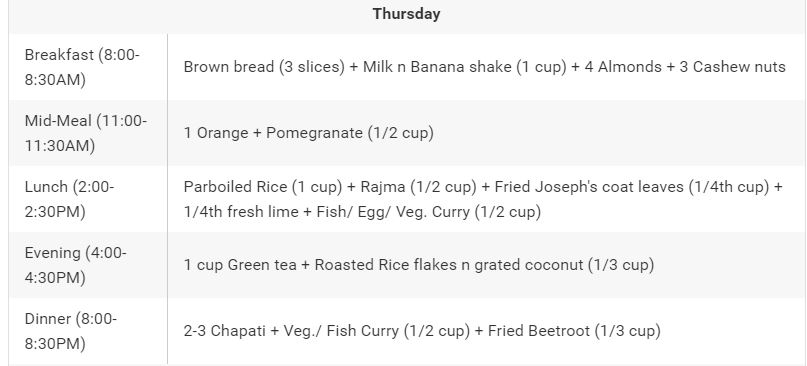 Thursday
Breakfast (8:00-
8:30AM)
Brown bread (3 slices) + Milk n Banana shake (1 cup) + 4 Almonds + 3 Cashew nuts
Mid-Meal (11:00-
11:30AM)
1 Orange + Pomegranate (1/2 cup)
Lunch (2:00-
2:30PM)
Parboiled Rice (1 cup) + Rajma (1/2 cup) + Fried Joseph's coat leaves (1/4th cup) +
1/4th fresh lime + Fish/ Egg/ Veg. Curry (1/2 cup)
Evening (4:00-
4:30PM)
1 cup Green tea + Roasted Rice flakes n grated coconut (1/3 cup)
Dinner (8:00-
8:30PM)
2-3 Chapati + Veg./ Fish Curry (1/2 cup) + Fried Beetroot (1/3 cup)